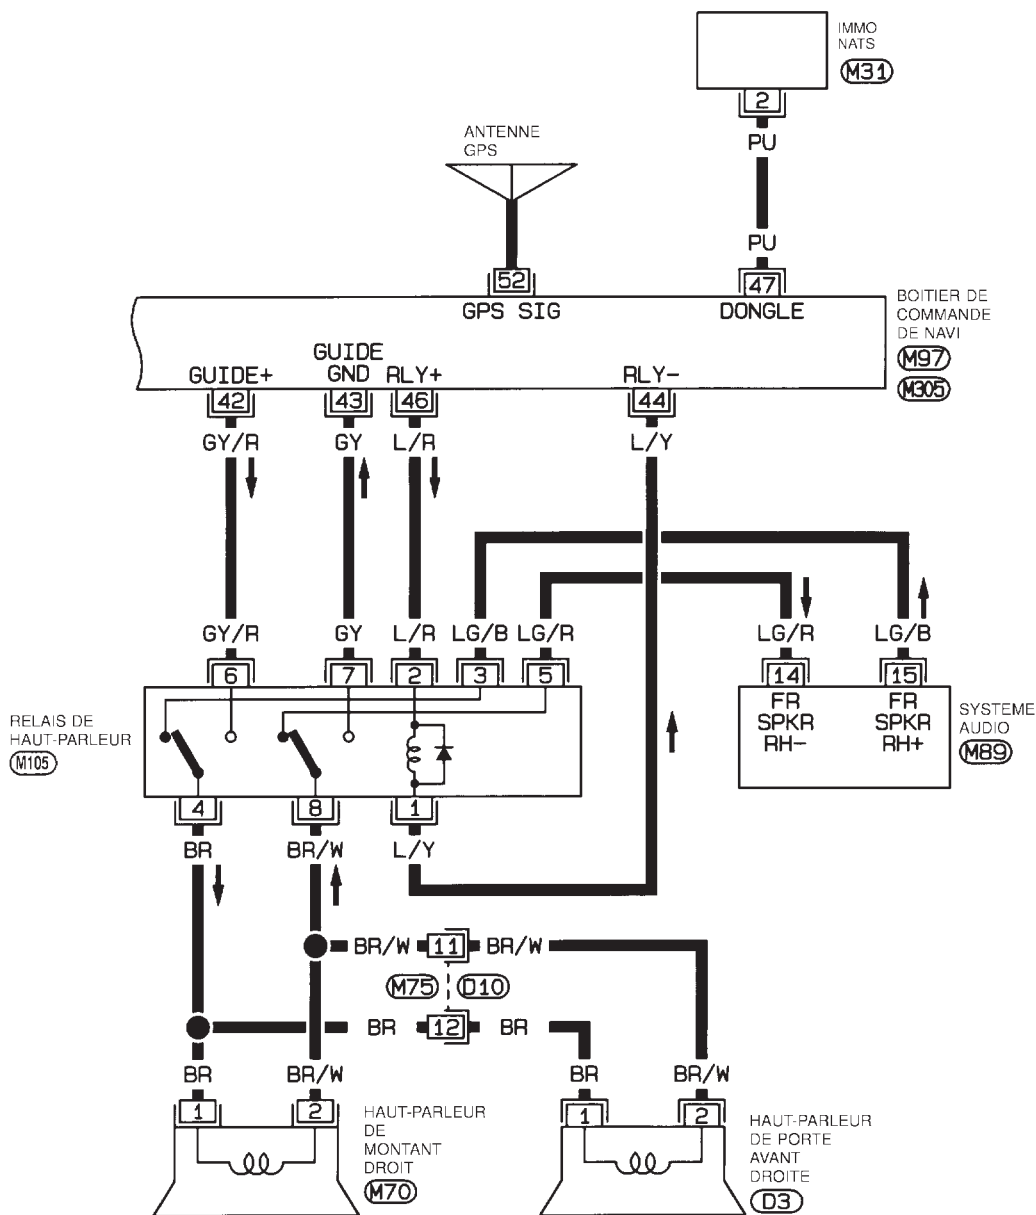 IMMO
NATS
M31
2
PU
ANTENNE
GPS
PU
52
47
GPS SIG
DONGLE
BOITIER DE
COMMANDE
DE NAVI
M97
M305
GUIDE+
GUIDE
GND
RLY+
RLY-
42
43
46
44
GY/R
GY
L/R
L/Y
GY/R
GY
L/R
LG/B
LG/R
LG/R
LG/B
6
7
2
3
5
14
15
RELAIS DE
HAUT-PARLEUR
M105
FR
SPKR
RH-
FR
SPKR
RH+
SYSTEME
AUDIO
M89
4
8
1
BR
BR/W
L/Y
BR/W
11
BR/W
M75
D10
BR
12
BR
BR
BR/W
BR
BR/W
1
2
1
2
HAUT-PARLEUR
DE
MONTANT
DROIT
M70
HAUT-PARLEUR
DE PORTE
AVANT
DROITE
D3